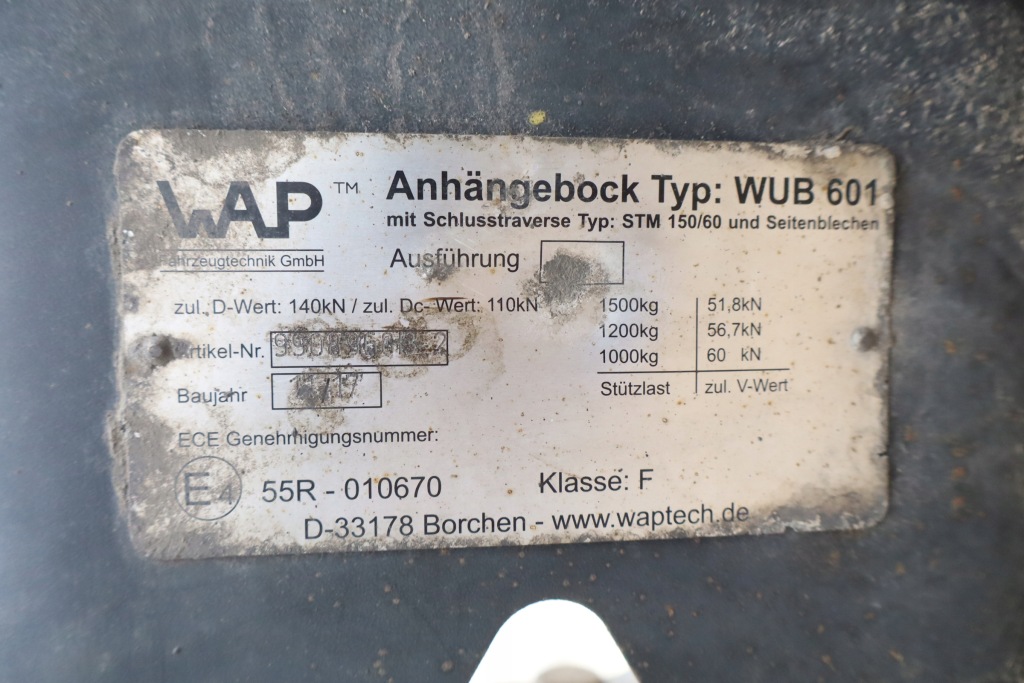 WAP ™
Fahrzeugtechnik GmbH
Anhängebock Typ: WUB 601
mit Schlusstraverse Typ: STM 150/60 und Seitenblechen
Ausführung
zul. D-Wert: 140kN / zul. Dc- Wert: 110kN
1500kg 51,8kN
1200kg 56,7kN
1000kg 60 kN
Stützlast zul. V-Wert
Artikel-Nr.
Baujahr
ECE Genehmigungsnummer:
E4 55R - 010670 Klasse: F
D-33178 Borchen - www.waptech.de